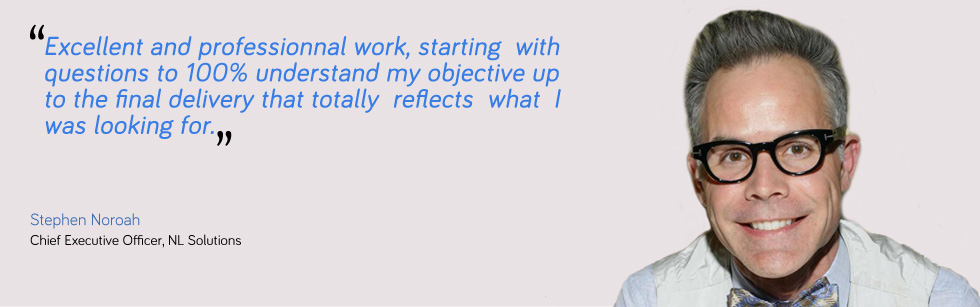 “Excellent and professionnal work, starting with
questions to 100% understand my objective up
to the final delivery that totally reflects what I
was looking for.”
Stephen Noroah
Chief Executive Officer, NL Solutions